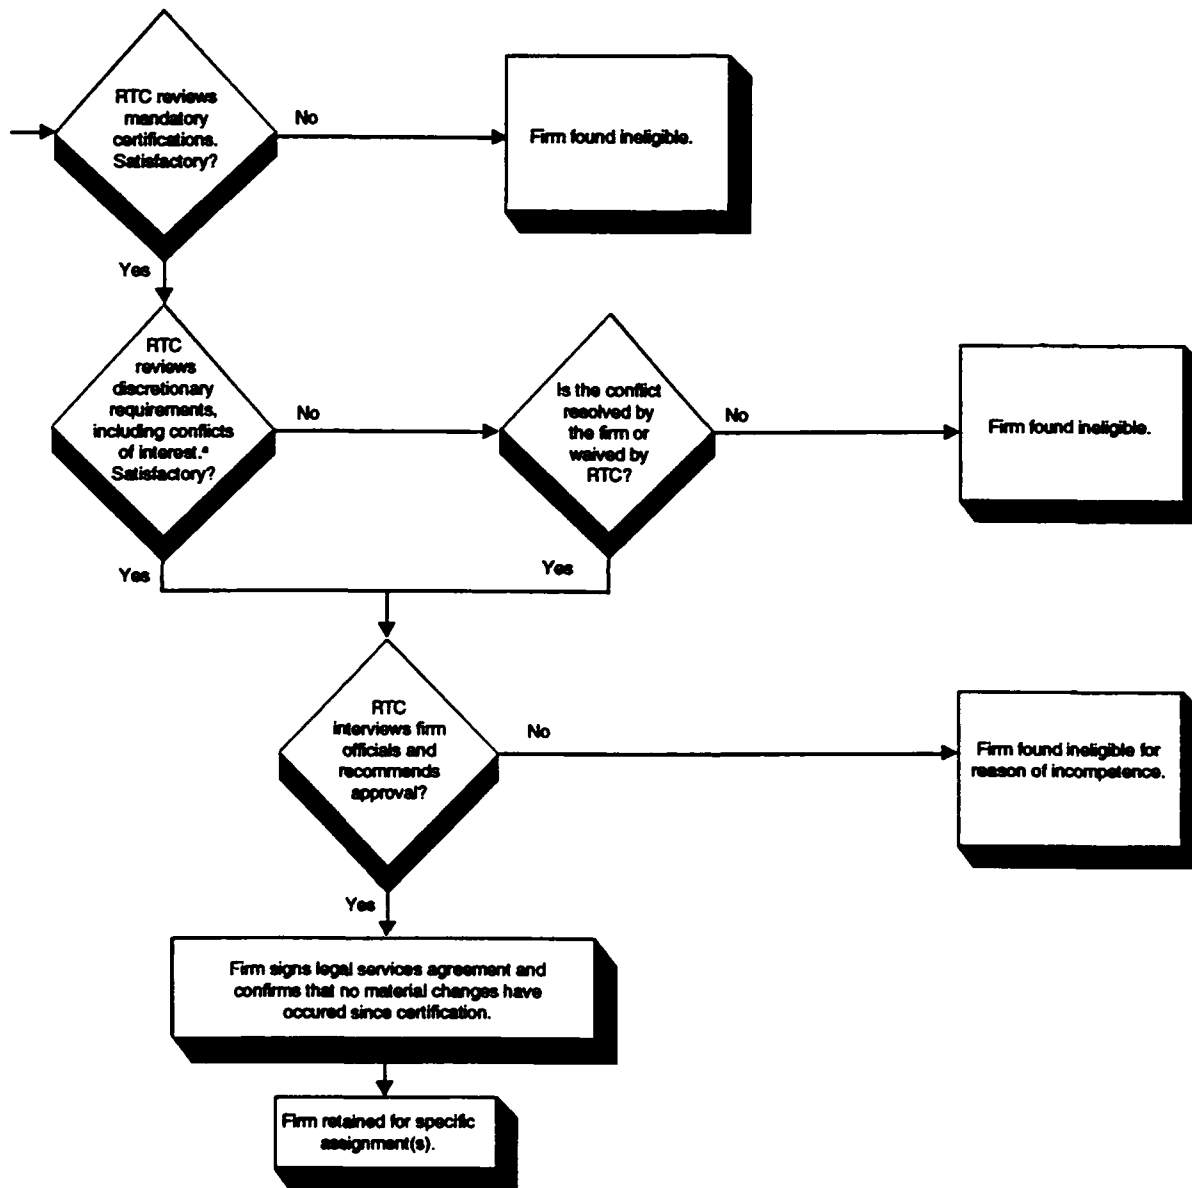 RTC reviews
mandatory
certifications.
Satisfactory?
No
Firm found ineligible.
Yes
RTC
reviews
discretionary
requirements,
including conflicts
of interest.ª
Satisfactory?
No
Is the conflict
resolved by
the firm or
waived by
RTC?
No
Firm found ineligible.
Yes
Yes
RTC
interviews firm
officials and
recommends
approval?
No
Firm found ineligible for
reason of incompetence.
Yes
Firm signs legal services agreement and
confirms that no material changes have
occured since certification.
Firm retained for specific
assignment(s).